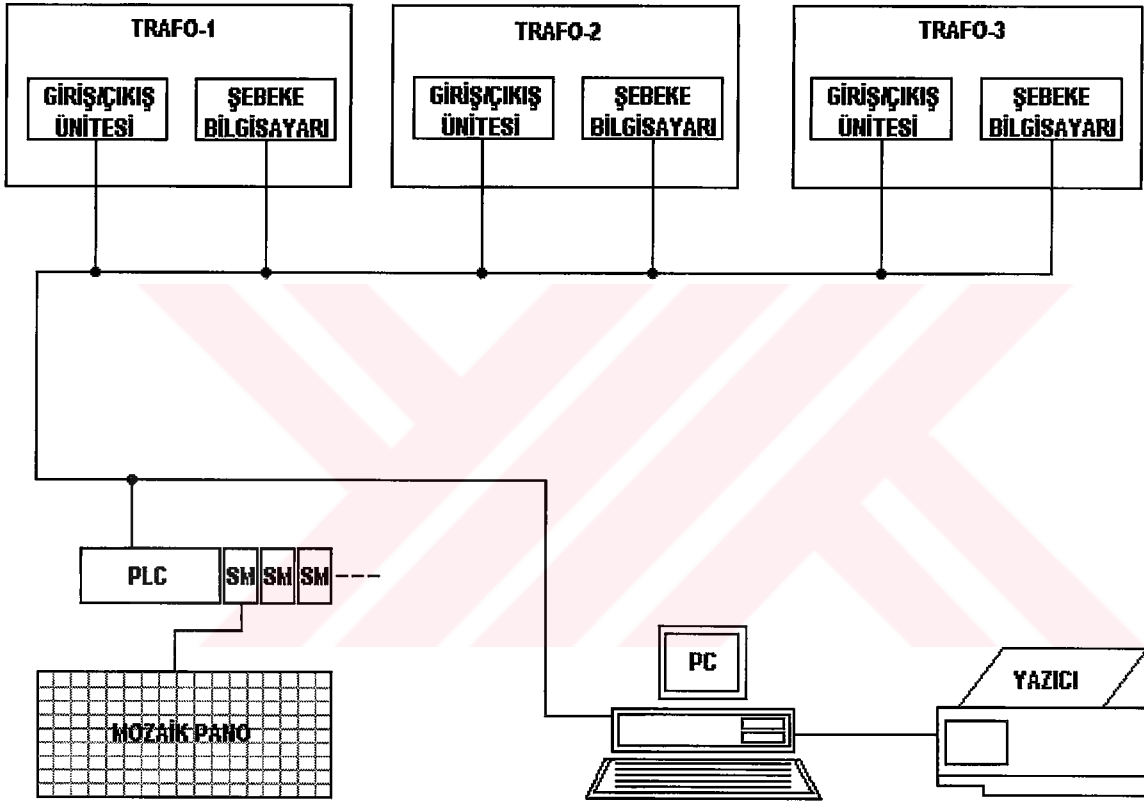 TRAFO-1
GİRİŞ/ÇIKIŞ
ÜNİTESİ
ŞEBEKE
BİLGİSAYARI
TRAFO-2
GİRİŞ/ÇIKIŞ
ÜNİTESİ
ŞEBEKE
BİLGİSAYARI
TRAFO-3
GİRİŞ/ÇIKIŞ
ÜNİTESİ
ŞEBEKE
BİLGİSAYARI
PLC
SM
SM
SM
MOZAİK PANO
PC
YAZICI